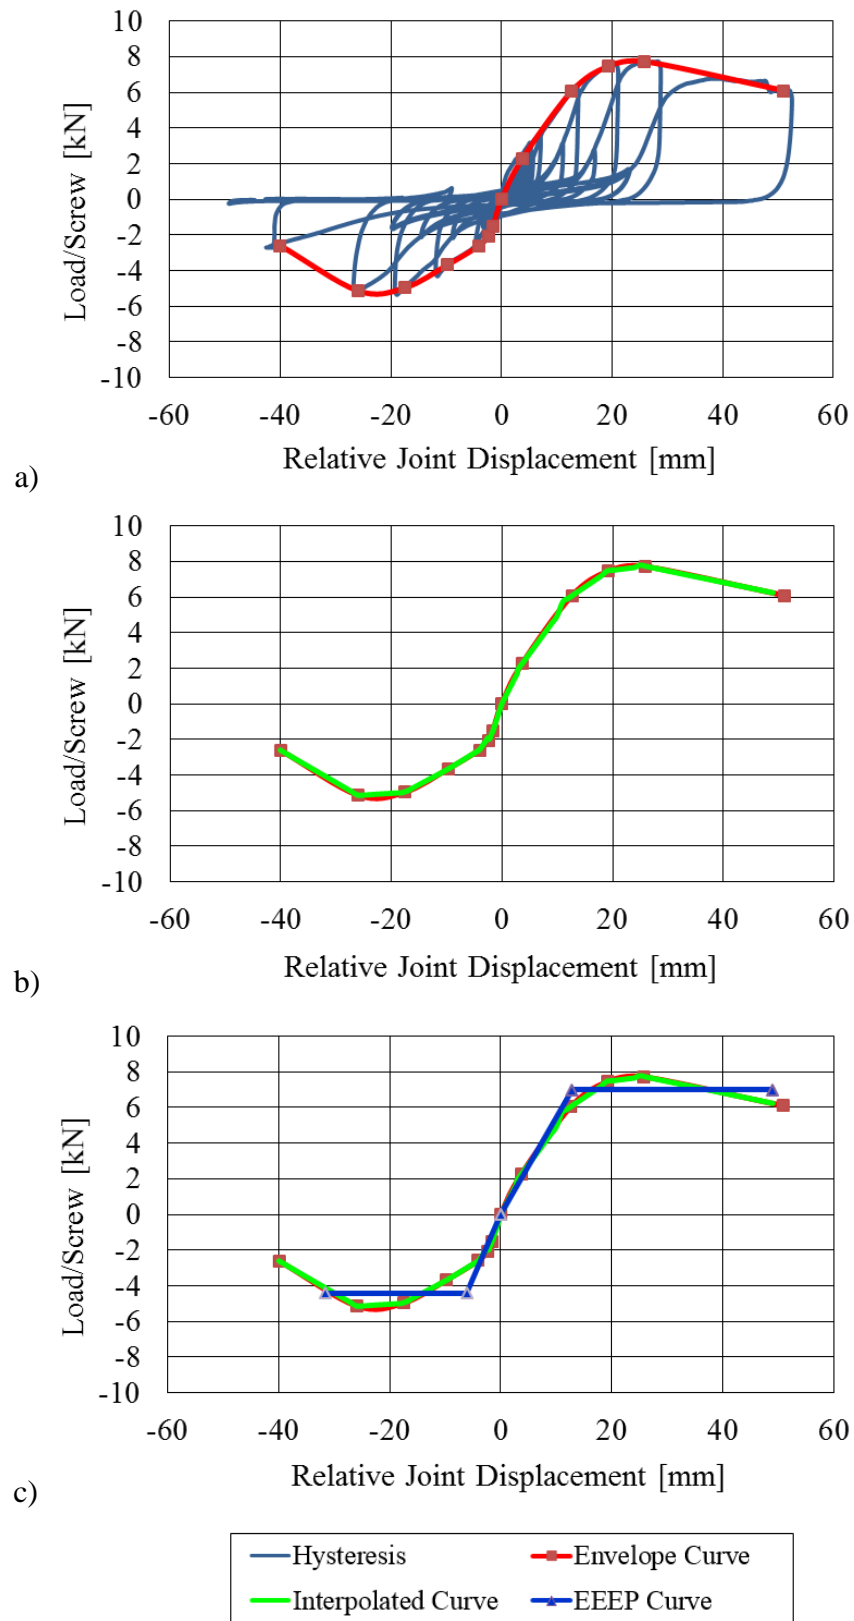 10
8
6
4
2
0
-2
-4
-6
-8
-10
Load/Screw [kN]
-60 -40 -20 0 20 40 60
Relative Joint Displacement [mm]
a)
10
8
6
4
2
0
-2
-4
-6
-8
-10
Load/Screw [kN]
-60 -40 -20 0 20 40 60
Relative Joint Displacement [mm]
b)
10
8
6
4
2
0
-2
-4
-6
-8
-10
Load/Screw [kN]
-60 -40 -20 0 20 40 60
Relative Joint Displacement [mm]
c)
Hysteresis Envelope Curve
Interpolated Curve EEEP Curve